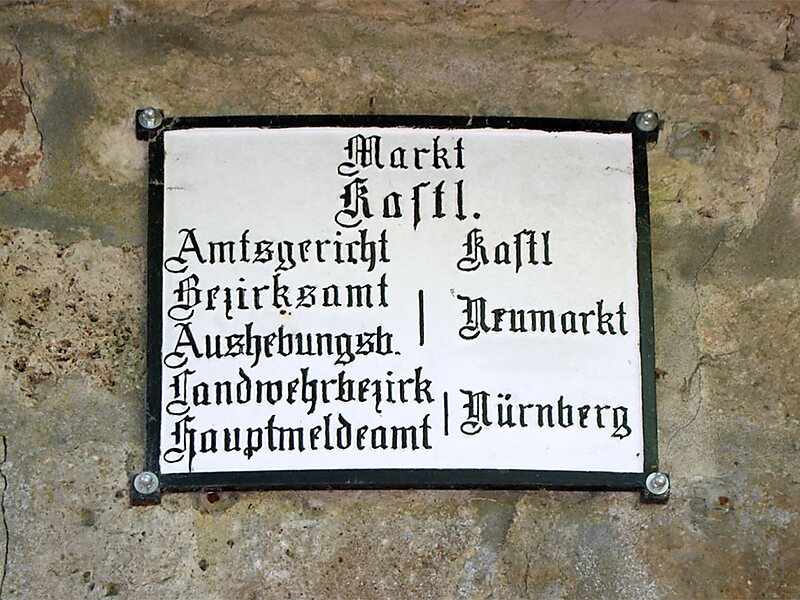 Markt
Kaſtl.
Amtsgericht Kaſtl
Bezirksamt
Neumarkt
Aushebungsb.
Landwehrbezirk
Nürnberg
Hauptmeldeamt